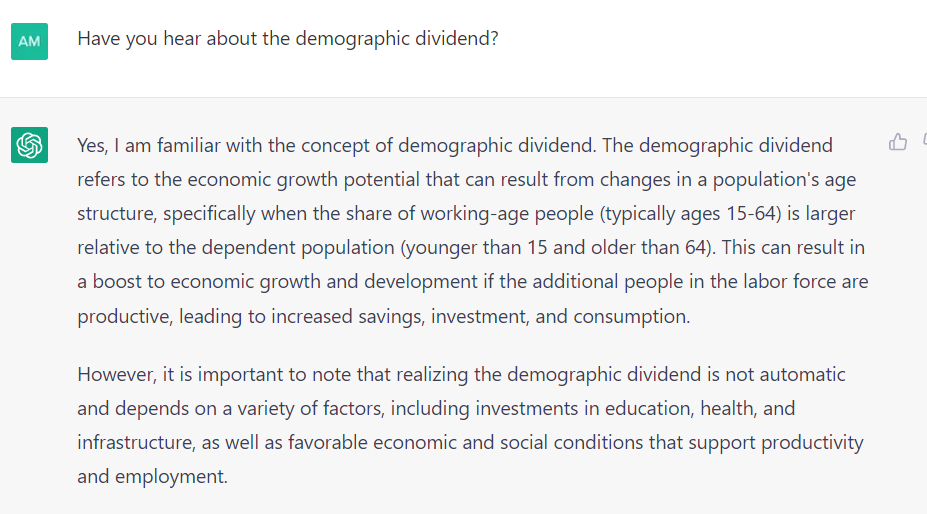 AM
Have you hear about the demographic dividend?
Yes, I am familiar with the concept of demographic dividend. The demographic dividend
refers to the economic growth potential that can result from changes in a population's age
structure, specifically when the share of working-age people (typically ages 15-64) is larger
relative to the dependent population (younger than 15 and older than 64). This can result in
a boost to economic growth and development if the additional people in the labor force are
productive, leading to increased savings, investment, and consumption.
However, it is important to note that realizing the demographic dividend is not automatic
and depends on a variety of factors, including investments in education, health, and
infrastructure, as well as favorable economic and social conditions that support productivity
and employment.